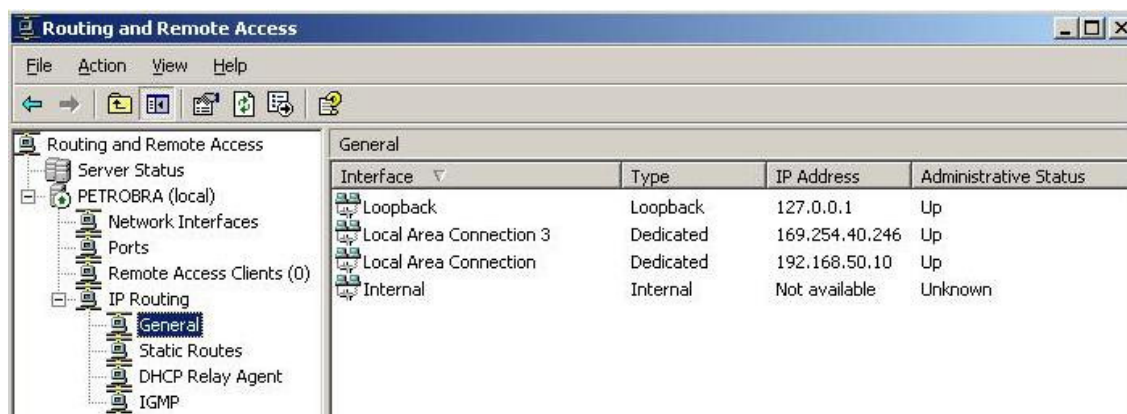 Routing and Remote Access
File Action View Help
Routing and Remote Access
Server Status
PETROBRA (local)
Network Interfaces
Ports
Remote Access Clients (0)
IP Routing
General
Static Routes
DHCP Relay Agent
IGMP
General
Interface Type IP Address Administrative Status
Loopback Loopback 127.0.0.1 Up
Local Area Connection 3 Dedicated 169.254.40.246 Up
Local Area Connection Dedicated 192.168.50.10 Up
Internal Internal Not available Unknown